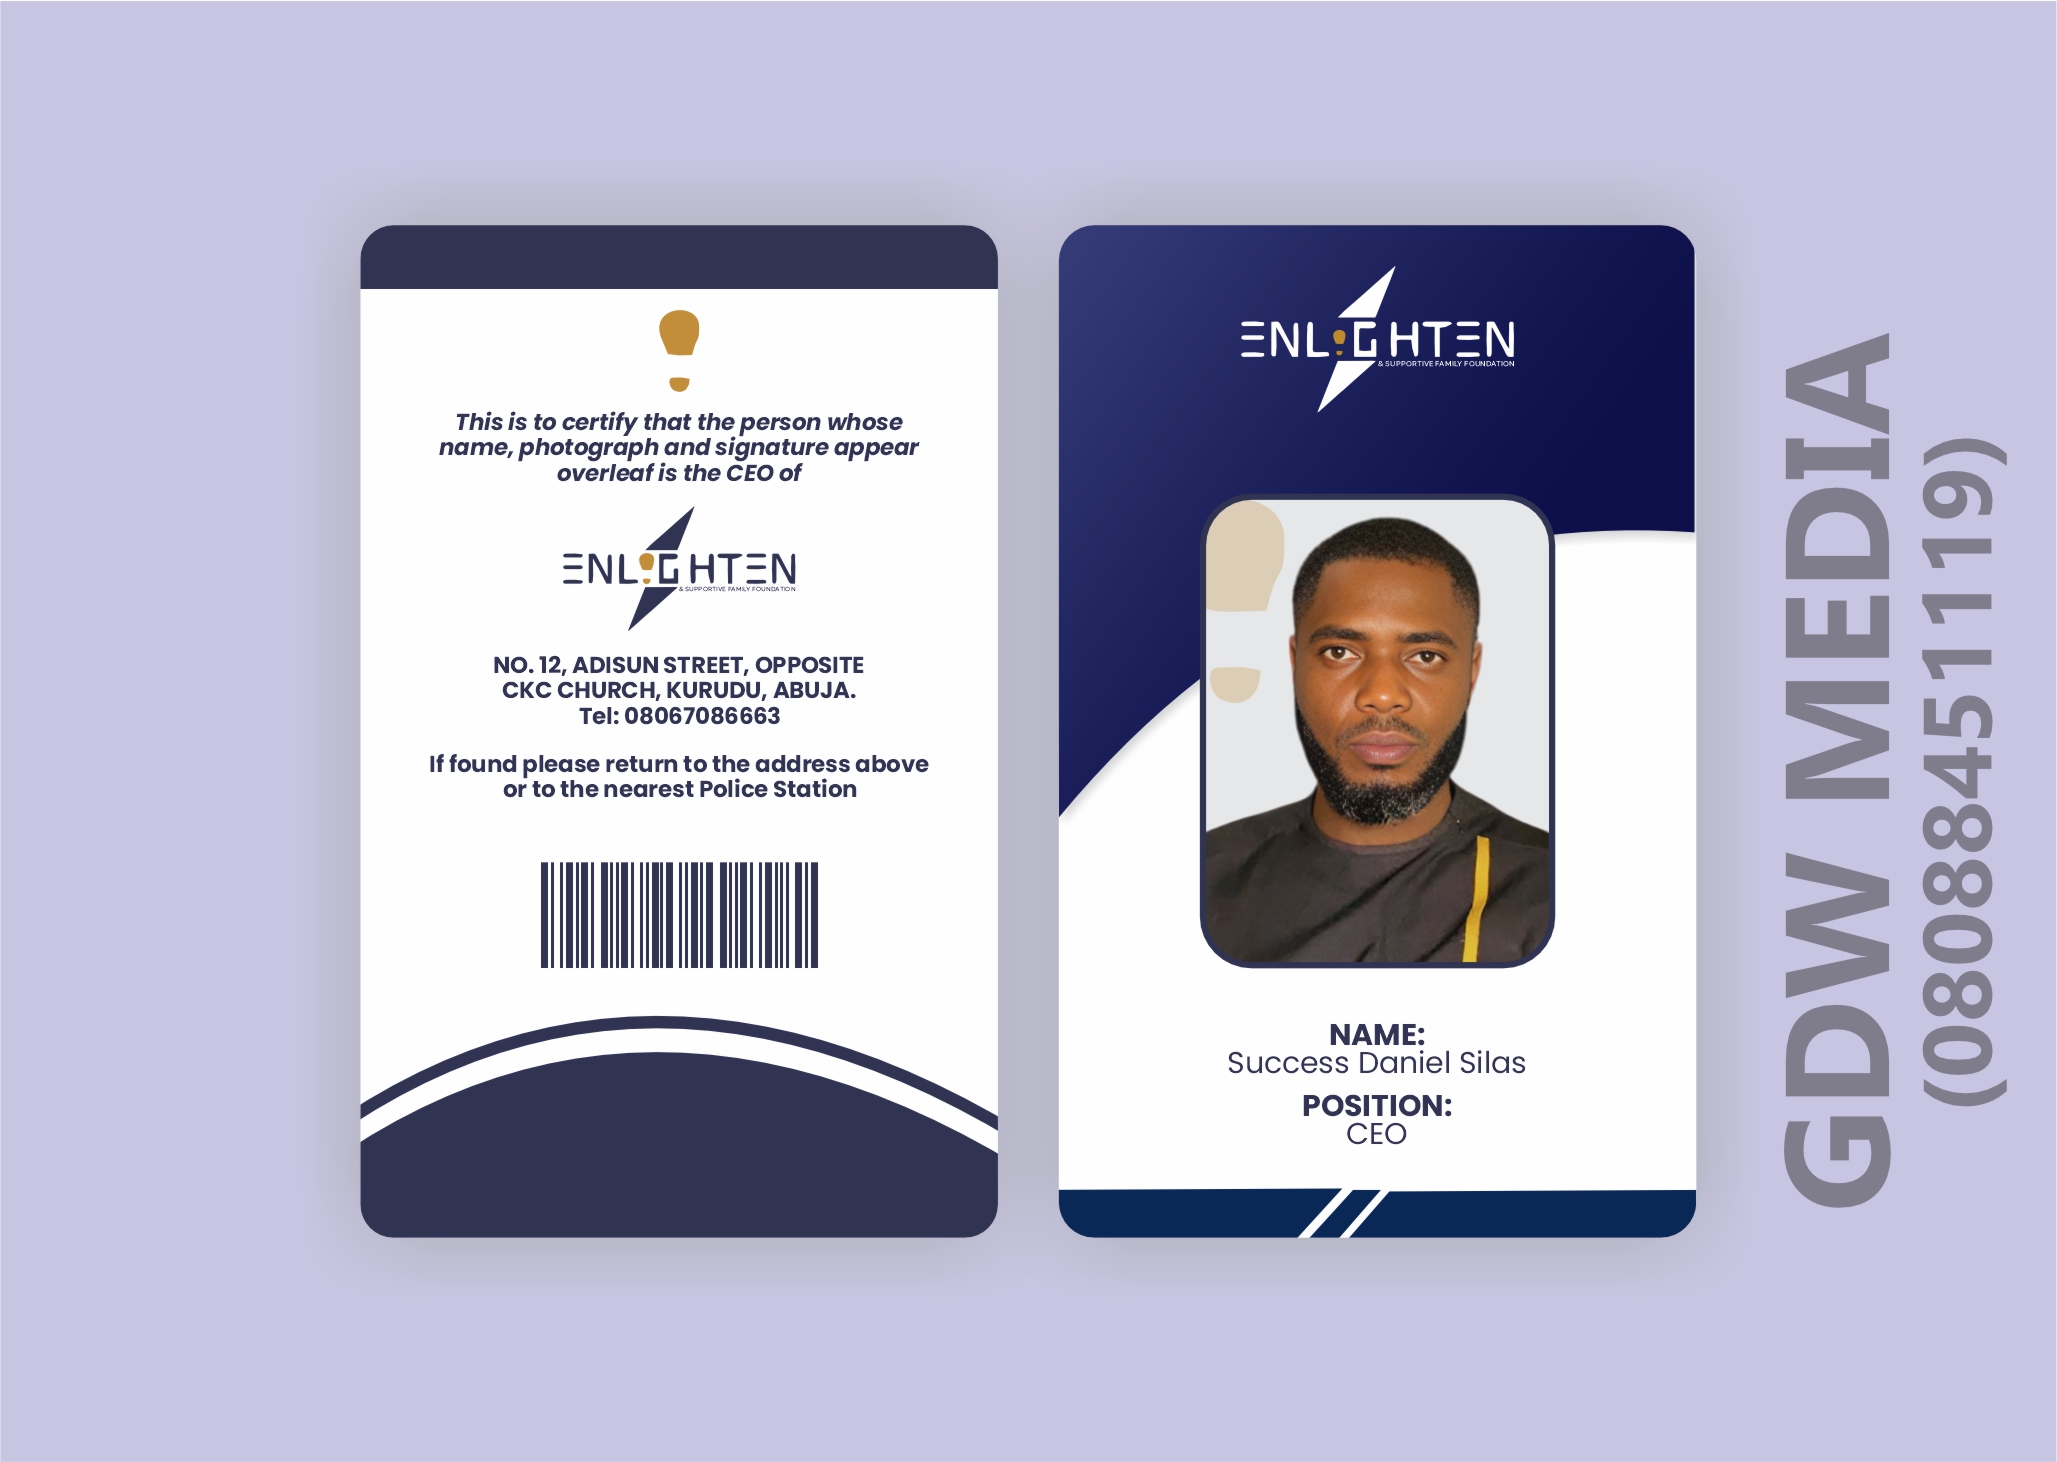 This is to certify that the person whose
name, photograph and signature appear
overleaf is the CEO of
ENLIGHTEN
& SUPPORTIVE FAMILY FOUNDATION
NO. 12, ADISUN STREET, OPPOSITE
CKC CHURCH, KURUDU, ABUJA.
Tel: 08067086663
If found please return to the address above
or to the nearest Police Station
ENLIGHTEN
& SUPPORTIVE FAMILY FOUNDATION
NAME:
Success Daniel Silas
POSITION:
CEO
GDW MEDIA
(08088451119)